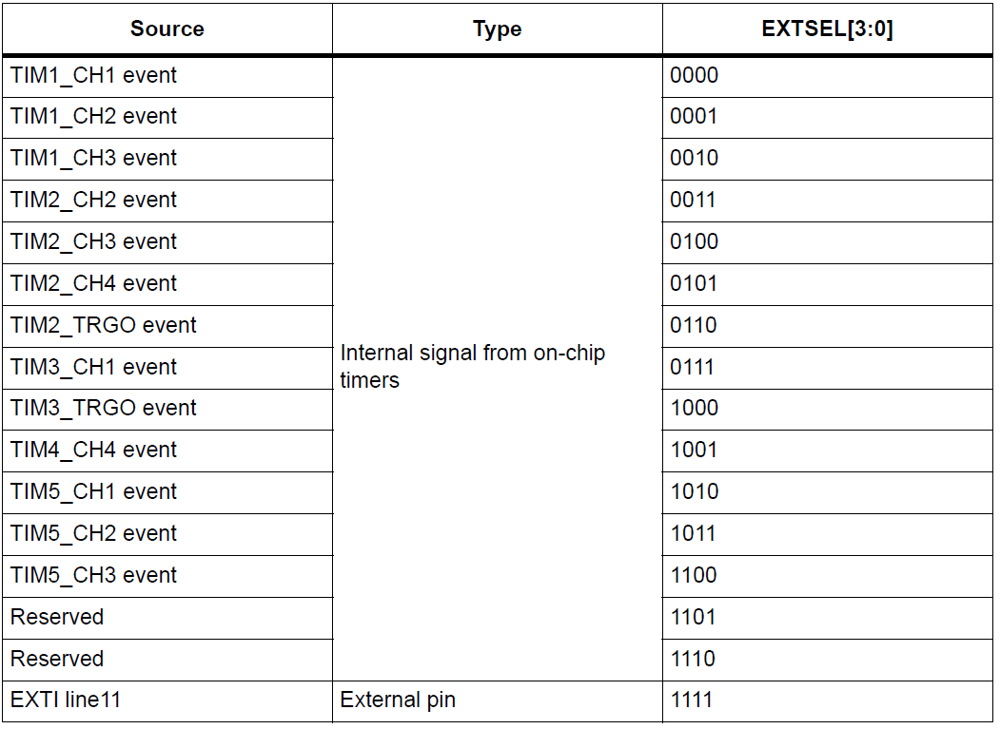 Source Type EXTSEL[3:0]
TIM1_CH1 event 0000
TIM1_CH2 event 0001
TIM1_CH3 event 0010
TIM2_CH2 event 0011
TIM2_CH3 event 0100
TIM2_CH4 event 0101
TIM2_TRGO event 0110
Internal signal from on-chip
timers
TIM3_CH1 event 0111
TIM3_TRGO event 1000
TIM4_CH4 event 1001
TIM5_CH1 event 1010
TIM5_CH2 event 1011
TIM5_CH3 event 1100
Reserved 1101
Reserved 1110
EXTI line11 External pin 1111